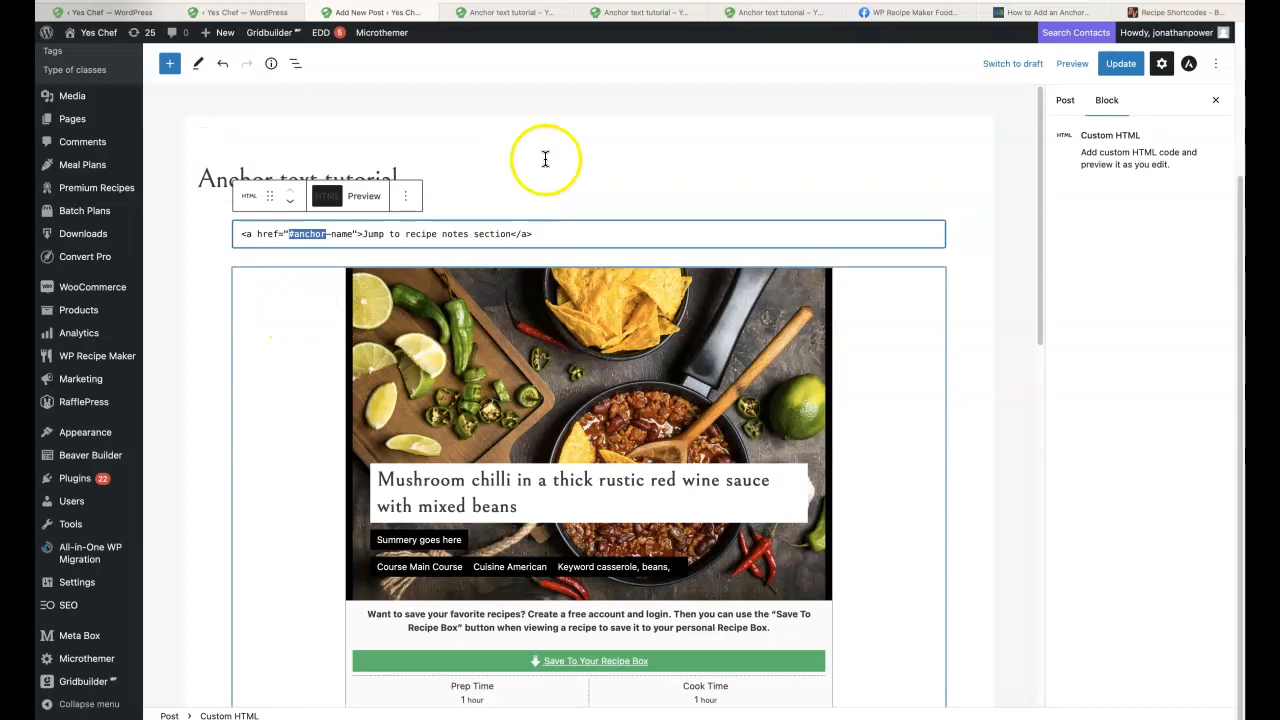 ‹ Yes Chef — WordPress
‹ Yes Chef — WordPress
Add New Post ‹ Yes Ch...
Anchor text tutorial – Y...
Anchor text tutorial – Y...
Anchor text tutorial – Y...
WP Recipe Maker Food...
How to Add an Anchor...
Recipe Shortcodes – B...
Yes Chef
25
0
New
Gridbuilder WP
EDD 5
Microthemer
Search Contacts
Howdy, jonathanpower
Tags
Type of classes
Media
Pages
Comments
Meal Plans
Premium Recipes
Batch Plans
Downloads
Convert Pro
WooCommerce
Products
Analytics
WP Recipe Maker
Marketing
RafflePress
Appearance
Beaver Builder
Plugins 22
Users
Tools
All-in-One WP
Migration
Settings
SEO
Meta Box
Microthemer
Gridbuilder WP
Collapse menu
Switch to draft
Preview
Update
Anchor text tutorial
HTML
HTML
Preview
<a href="#anchor-name">Jump to recipe notes section</a>
Mushroom chilli in a thick rustic red wine sauce
with mixed beans
Summery goes here
Course Main Course
Cuisine American
Keyword casserole, beans,
Want to save your favorite recipes? Create a free account and login. Then you can use the “Save To
Recipe Box” button when viewing a recipe to save it to your personal Recipe Box.
Save To Your Recipe Box
Prep Time
1 hour
Cook Time
1 hour
Post
Block
HTML
Custom HTML
Add custom HTML code and
preview it as you edit.
Post › Custom HTML